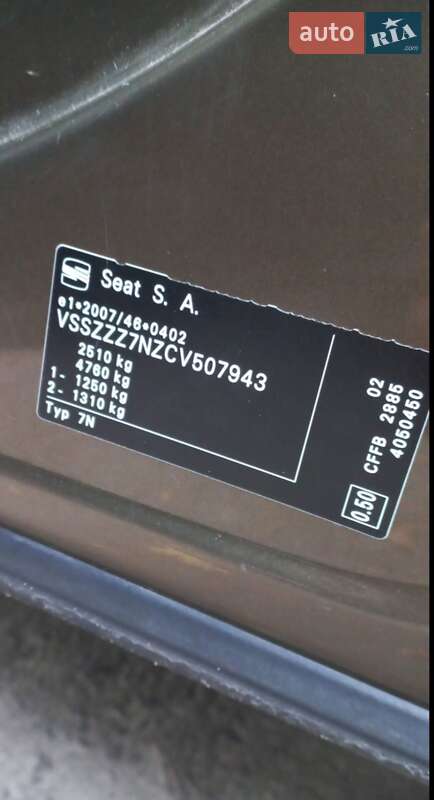 auto RIA
.com
Seat S. A.
e1*2007/46*0402
VSSZZZ7NZCV507943
2510 kg
4760 kg
1- 1250 kg
2- 1310 kg
Typ 7N
02
CFFB 2885
4050450
0.50